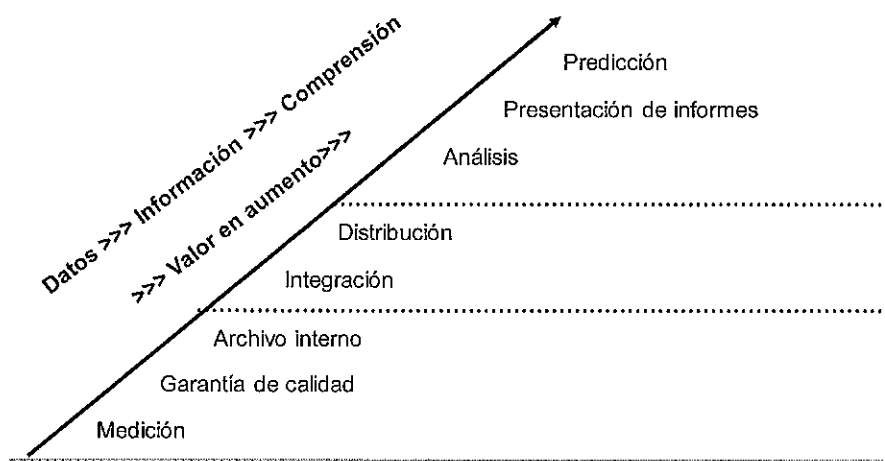 Datos >>> Información >>> Comprensión
>>> Valor en aumento>>>
Predicción
Presentación de informes
Análisis
Distribución
Integración
Archivo interno
Garantía de calidad
Medición